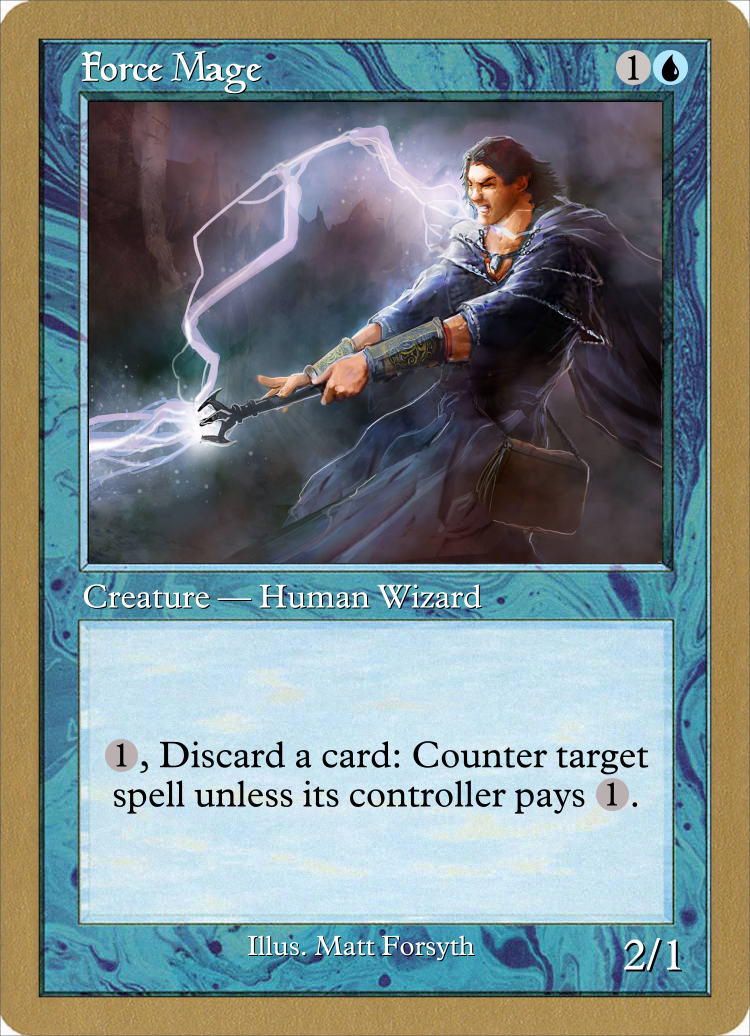 Force Mage 1
Creature — Human Wizard
1, Discard a card: Counter target
spell unless its controller pays 1.
Illus. Matt Forsyth
2/1